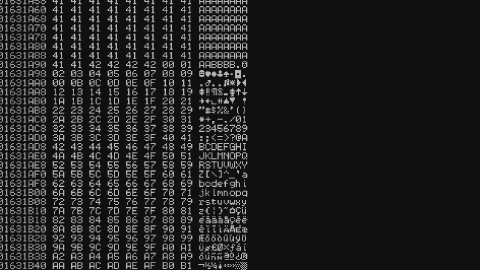 01631A58 41 41 41 41 41 41 41 41 AAAAAAAA
01631A60 41 41 41 41 41 41 41 41 AAAAAAAA
01631A68 41 41 41 41 41 41 41 41 AAAAAAAA
01631A70 41 41 41 41 41 41 41 41 AAAAAAAA
01631A78 41 41 41 41 41 41 41 41 AAAAAAAA
01631A80 41 41 41 41 41 41 41 41 AAAAAAAA
01631A88 41 41 41 41 41 41 41 41 AAAAAAAA
01631A90 41 41 42 42 42 42 00 01 AABBBB.
01631A98 02 03 04 05 06 07 08 09
01631AA0 00 0B 0C 0D 0E 0F 10 11
01631AA8 12 13 14 15 16 17 18 19
01631AB0 1A 1B 1C 1D 1E 1F 20 21
01631AB8 22 23 24 25 26 27 28 29 "#$%&'()
01631AC0 2A 2B 2C 2D 2E 2F 30 31 *+,-./01
01631AC8 32 33 34 35 36 37 38 39 23456789
01631AD0 3A 3B 3C 3D 3E 3F 40 41 :;<=>?@A
01631AD8 42 43 44 45 46 47 48 49 BCDEFGHI
01631AE0 4A 4B 4C 4D 4E 4F 50 51 JKLMNOPQ
01631AE8 52 53 54 55 56 57 58 59 RSTUVWXY
01631AF0 5A 5B 5C 5D 5E 5F 60 61 Z[\]^_`a
01631AF8 62 63 64 65 66 67 68 69 bcdefghi
01631B00 6A 6B 6C 6D 6E 6F 70 71 jklmnopq
01631B08 72 73 74 75 76 77 78 79 rstuvwxy
01631B10 7A 7B 7C 7D 7E 7F 80 81 z{|}~⌂Çü
01631B18 82 83 84 85 86 87 88 89 éâäàåçêë
01631B20 8A 8B 8C 8D 8E 8F 90 91 èïîìÄÅÉæ
01631B28 92 93 94 95 96 97 98 99 ÆôöòûùÿÖ
01631B30 9A 9B 9C 9D 9E 9F A0 A1
01631B38 A2 A3 A4 A5 A6 A7 A8 A9
01631B40 AA AB AC AD AE AF B0 B1